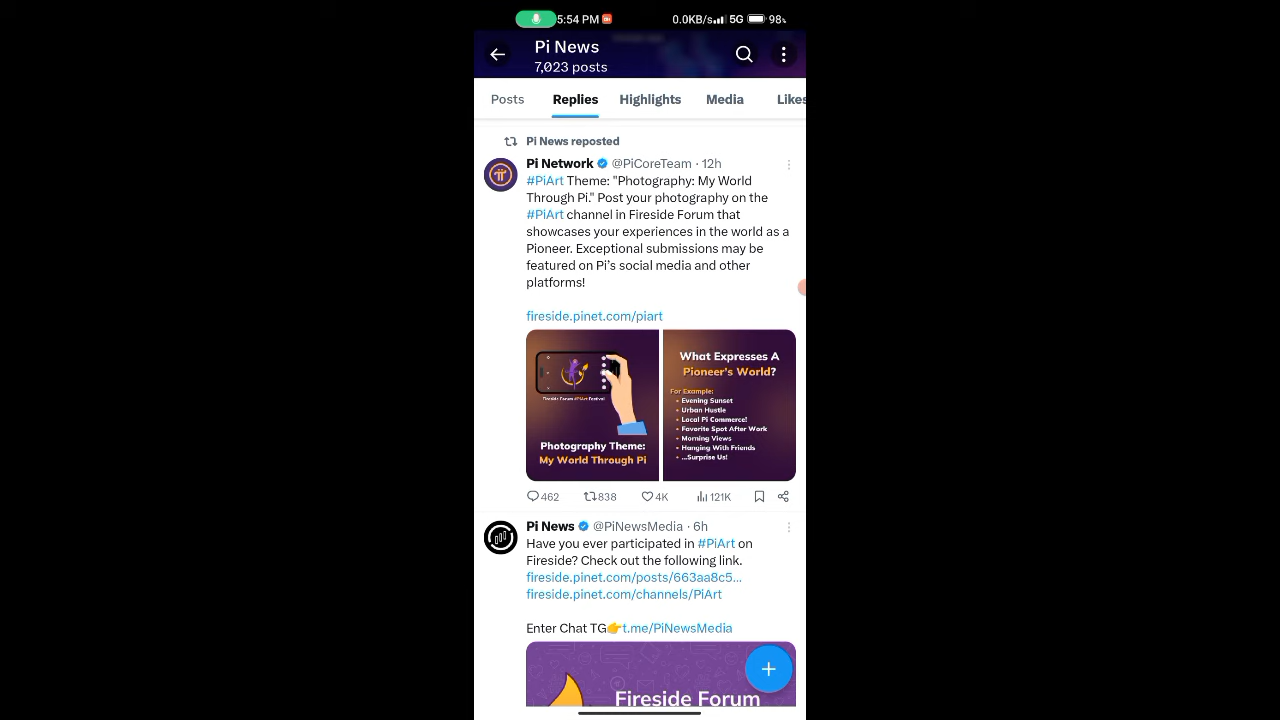 5:54 PM
0.0KB/s 5G 98%
Pi News
7,023 posts
Posts Replies Highlights Media Likes
Pi News reposted
Pi Network @PiCoreTeam · 12h
#PiArt Theme: "Photography: My World
Through Pi." Post your photography on the
#PiArt channel in Fireside Forum that
showcases your experiences in the world as a
Pioneer. Exceptional submissions may be
featured on Pi’s social media and other
platforms!
fireside.pinet.com/piart
Fireside Forum #PiArt Festival
Photography Theme:
My World Through Pi
What Expresses A
Pioneer's World?
For Example:
• Evening Sunset
• Urban Hustle
• Local Pi Commerce!
• Favorite Spot After Work
• Morning Views
• Hanging With Friends
• ...Surprise Us!
462 838 4K 121K
Pi News @PiNewsMedia · 6h
Have you ever participated in #PiArt on
Fireside? Check out the following link.
fireside.pinet.com/posts/663aa8c5...
fireside.pinet.com/channels/PiArt
Enter Chat TG👉t.me/PiNewsMedia
Fireside Forum